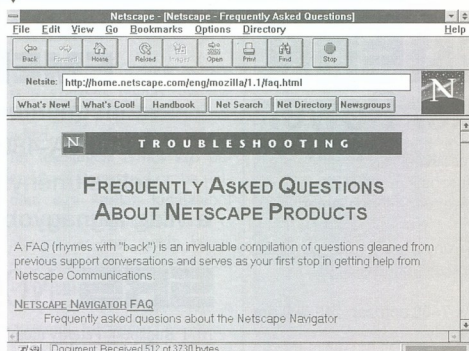 Netscape - [Netscape - Frequently Asked Questions]
File Edit View Go Bookmarks Options Directory Help
Back Forward Home Reload Images Open Print Find Stop
Netsite: http://home.netscape.com/eng/mozilla/1.1/faq.html
What's New! What's Cool! Handbook Net Search Net Directory Newsgroups
N
N TROUBLESHOOTING
FREQUENTLY ASKED QUESTIONS
ABOUT NETSCAPE PRODUCTS
A FAQ (rhymes with "back") is an invaluable compilation of questions gleaned from
previous support conversations and serves as your first stop in getting help from
Netscape Communications.
NETSCAPE NAVIGATOR FAQ
Frequently asked quesions about the Netscape Navigator
Document Received 512 of 3730 bytes